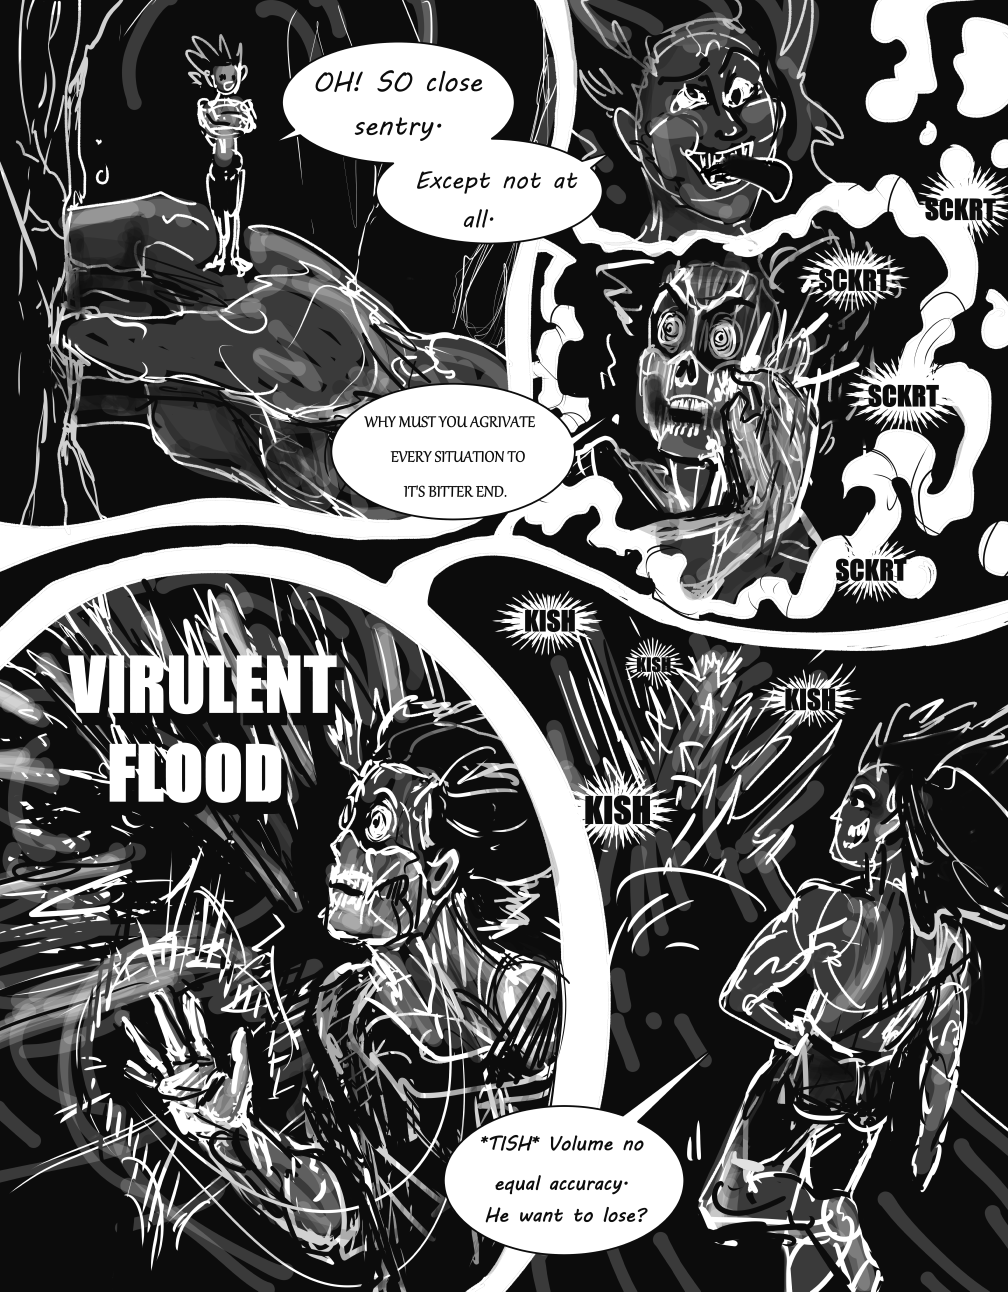 OH! SO close
sentry.
Except not at
all.
SCKRT
SCKRT
SCKRT
SCKRT
WHY MUST YOU AGRIVATE
EVERY SITUATION TO
IT'S BITTER END.
VIRULENT
FLOOD
KISH
KISH
KISH
KISH
*TISH* Volume no
equal accuracy.
He want to lose?